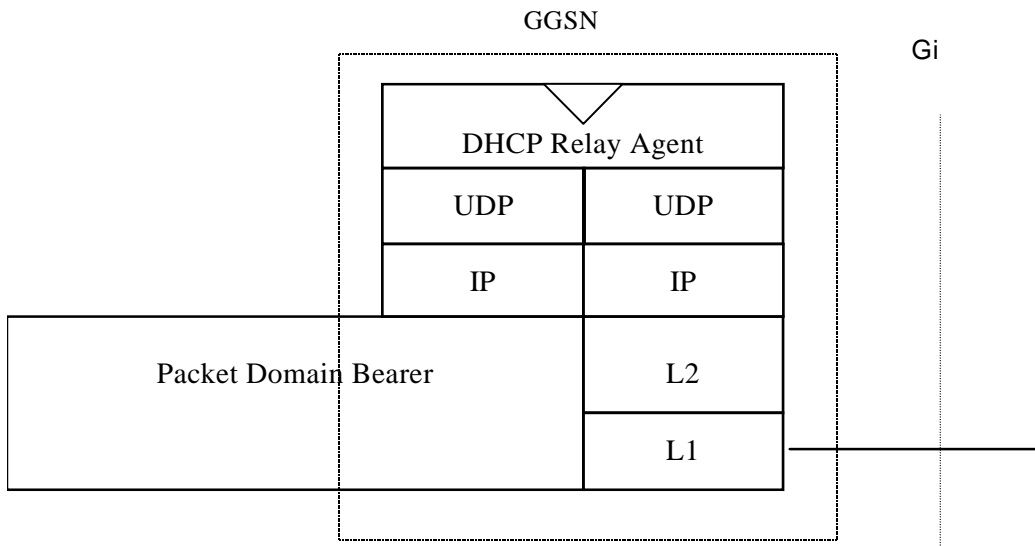 GGSN
Gi
DHCP Relay Agent
UDP
UDP
IP
IP
Packet Domain Bearer
L2
L1